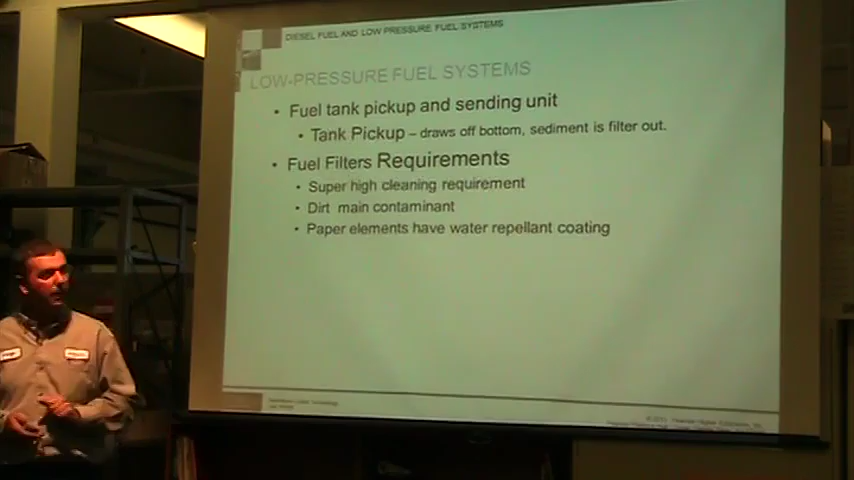 DIESEL FUEL AND LOW PRESSURE FUEL SYSTEMS
LOW-PRESSURE FUEL SYSTEMS
• Fuel tank pickup and sending unit
• Tank Pickup – draws off bottom, sediment is filter out.
• Fuel Filters Requirements
• Super high cleaning requirement
• Dirt main contaminant
• Paper elements have water repellant coating